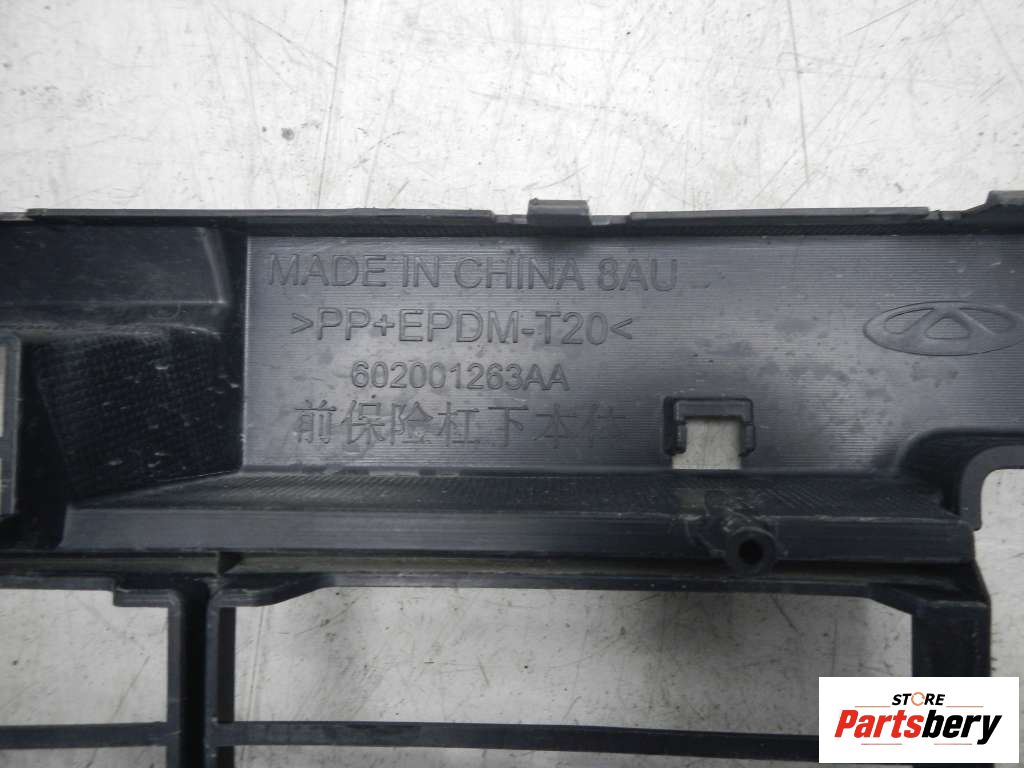 MADE IN CHINA 8AU
>PP+EPDM-T20<
602001263AA
前保险杠下本体
STORE
Partsbery